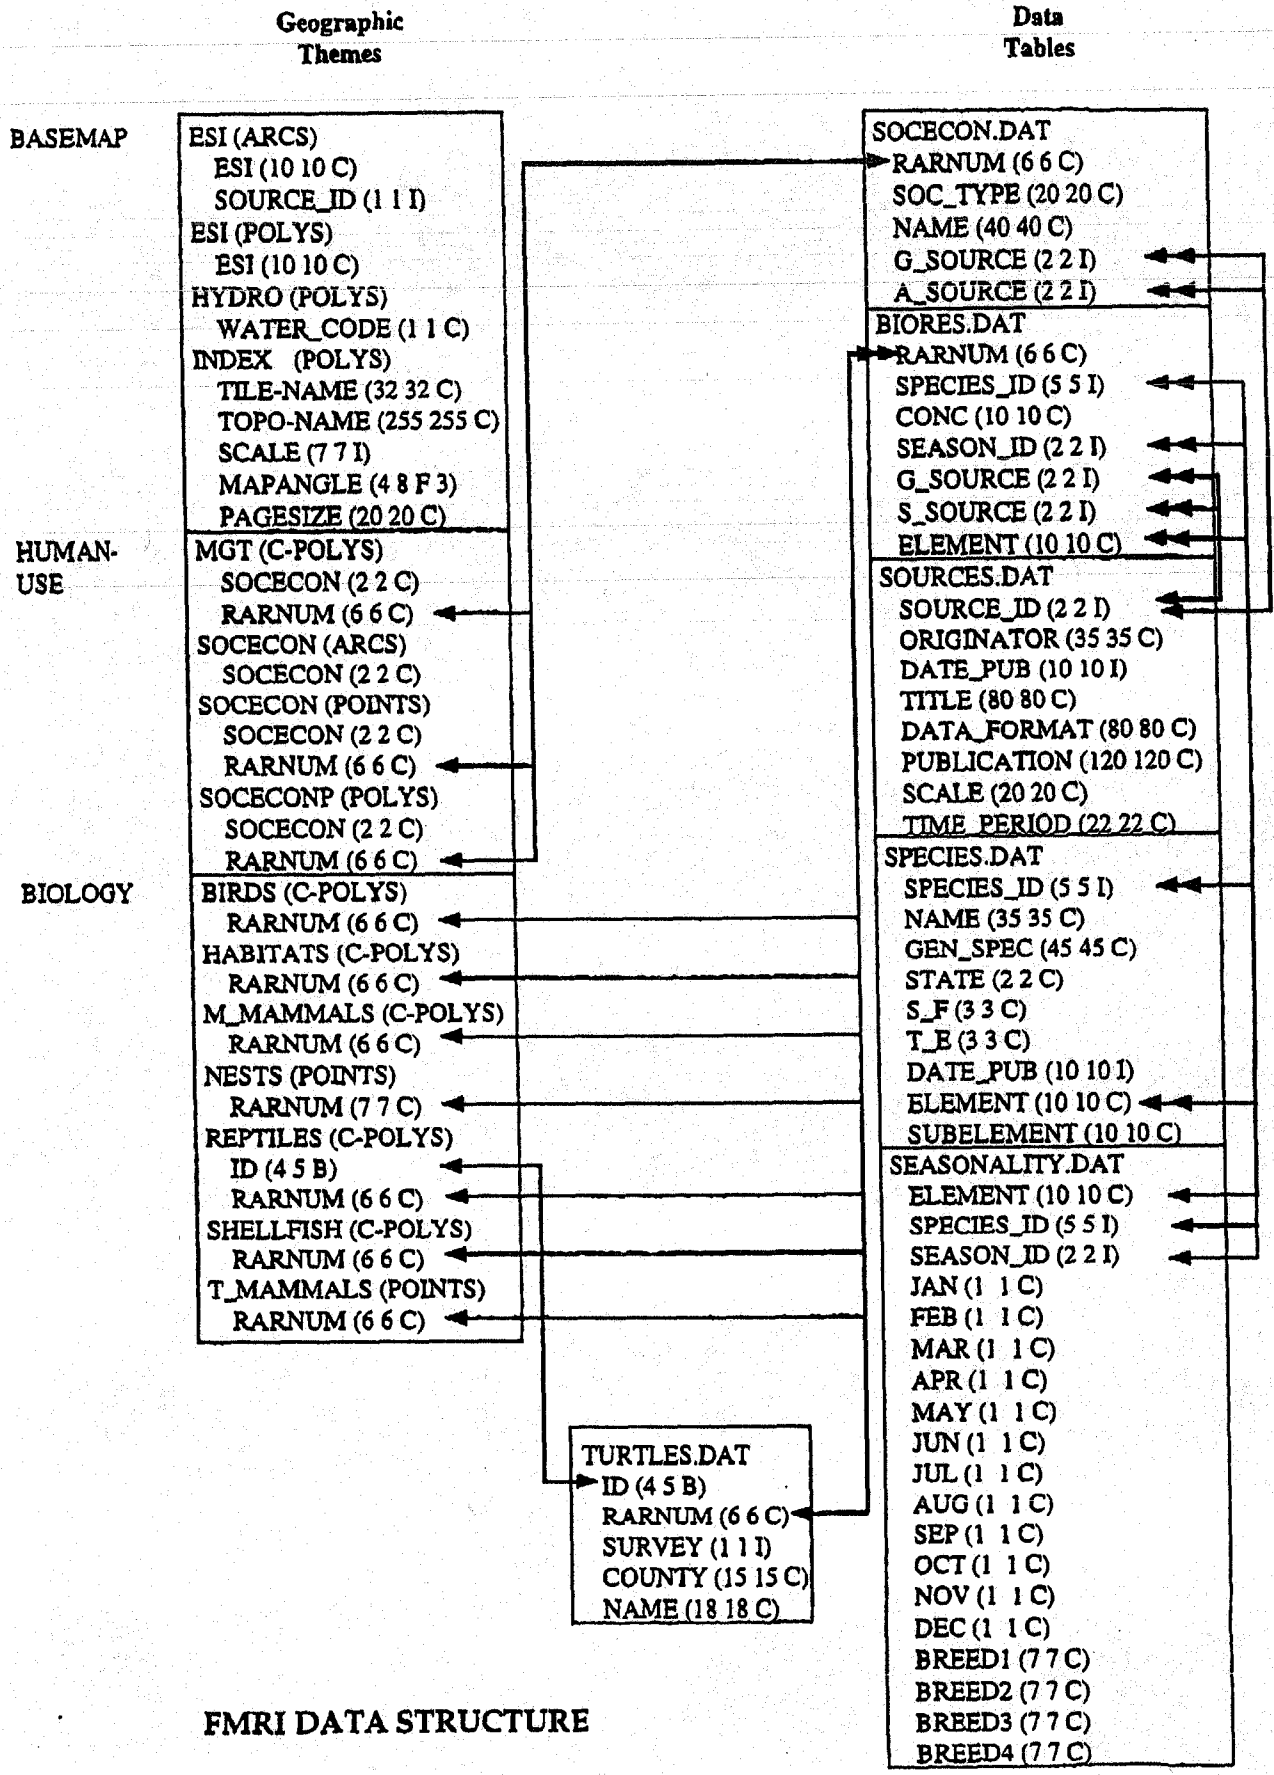 Geographic
Themes
Data
Tables
BASEMAP
ESI (ARCS)
ESI (10 10 C)
SOURCE_ID (1 1 I)
ESI (POLYS)
ESI (10 10 C)
HYDRO (POLYS)
WATER_CODE (1 1 C)
INDEX (POLYS)
TILE-NAME (32 32 C)
TOPO-NAME (255 255 C)
SCALE (7 7 I)
MAPANGLE (4 8 F 3)
PAGESIZE (20 20 C)
HUMAN-
USE
MGT (C-POLYS)
SOCECON (2 2 C)
RARNUM (6 6 C)
SOCECON (ARCS)
SOCECON (2 2 C)
SOCECON (POINTS)
SOCECON (2 2 C)
RARNUM (6 6 C)
SOCECONP (POLYS)
SOCECON (2 2 C)
RARNUM (6 6 C)
BIOLOGY
BIRDS (C-POLYS)
RARNUM (6 6 C)
HABITATS (C-POLYS)
RARNUM (6 6 C)
M_MAMMALS (C-POLYS)
RARNUM (6 6 C)
NESTS (POINTS)
RARNUM (7 7 C)
REPTILES (C-POLYS)
ID (4 5 B)
RARNUM (6 6 C)
SHELLFISH (C-POLYS)
RARNUM (6 6 C)
T_MAMMALS (POINTS)
RARNUM (6 6 C)
TURTLES.DAT
ID (4 5 B)
RARNUM (6 6 C)
SURVEY (1 1 I)
COUNTY (15 15 C)
NAME (18 18 C)
SOCECON.DAT
RARNUM (6 6 C)
SOC_TYPE (20 20 C)
NAME (40 40 C)
G_SOURCE (2 2 I)
A_SOURCE (2 2 I)
BIORES.DAT
RARNUM (6 6 C)
SPECIES_ID (5 5 I)
CONC (10 10 C)
SEASON_ID (2 2 I)
G_SOURCE (2 2 I)
S_SOURCE (2 2 I)
ELEMENT (10 10 C)
SOURCES.DAT
SOURCE_ID (2 2 I)
ORIGINATOR (35 35 C)
DATE_PUB (10 10 I)
TITLE (80 80 C)
DATA_FORMAT (80 80 C)
PUBLICATION (120 120 C)
SCALE (20 20 C)
TIME_PERIOD (22 22 C)
SPECIES.DAT
SPECIES_ID (5 5 I)
NAME (35 35 C)
GEN_SPEC (45 45 C)
STATE (2 2 C)
S_F (3 3 C)
T_E (3 3 C)
DATE_PUB (10 10 I)
ELEMENT (10 10 C)
SUBELEMENT (10 10 C)
SEASONALITY.DAT
ELEMENT (10 10 C)
SPECIES_ID (5 5 I)
SEASON_ID (2 2 I)
JAN (1 1 C)
FEB (1 1 C)
MAR (1 1 C)
APR (1 1 C)
MAY (1 1 C)
JUN (1 1 C)
JUL (1 1 C)
AUG (1 1 C)
SEP (1 1 C)
OCT (1 1 C)
NOV (1 1 C)
DEC (1 1 C)
BREED1 (7 7 C)
BREED2 (7 7 C)
BREED3 (7 7 C)
BREED4 (7 7 C)
FMRI DATA STRUCTURE